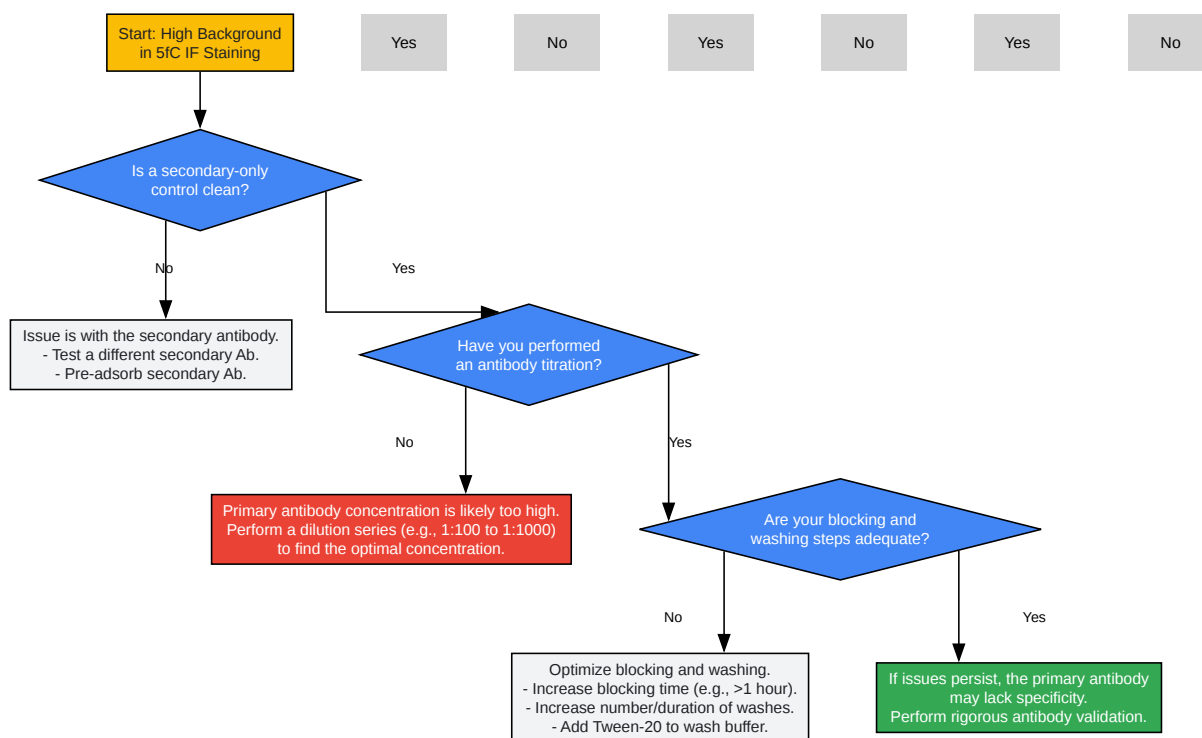 Start: High Background
in 5fC IF Staining
Yes
No
Yes
No
Yes
No
Is a secondary-only
control clean?
No
Yes
Issue is with the secondary antibody.
- Test a different secondary Ab.
- Pre-adsorb secondary Ab.
Have you performed
an antibody titration?
No
Yes
Primary antibody concentration is likely too high.
Perform a dilution series (e.g., 1:100 to 1:1000)
to find the optimal concentration.
Are your blocking and
washing steps adequate?
No
Yes
Optimize blocking and washing.
- Increase blocking time (e.g., >1 hour).
- Increase number/duration of washes.
- Add Tween-20 to wash buffer.
If issues persist, the primary antibody
may lack specificity.
Perform rigorous antibody validation.